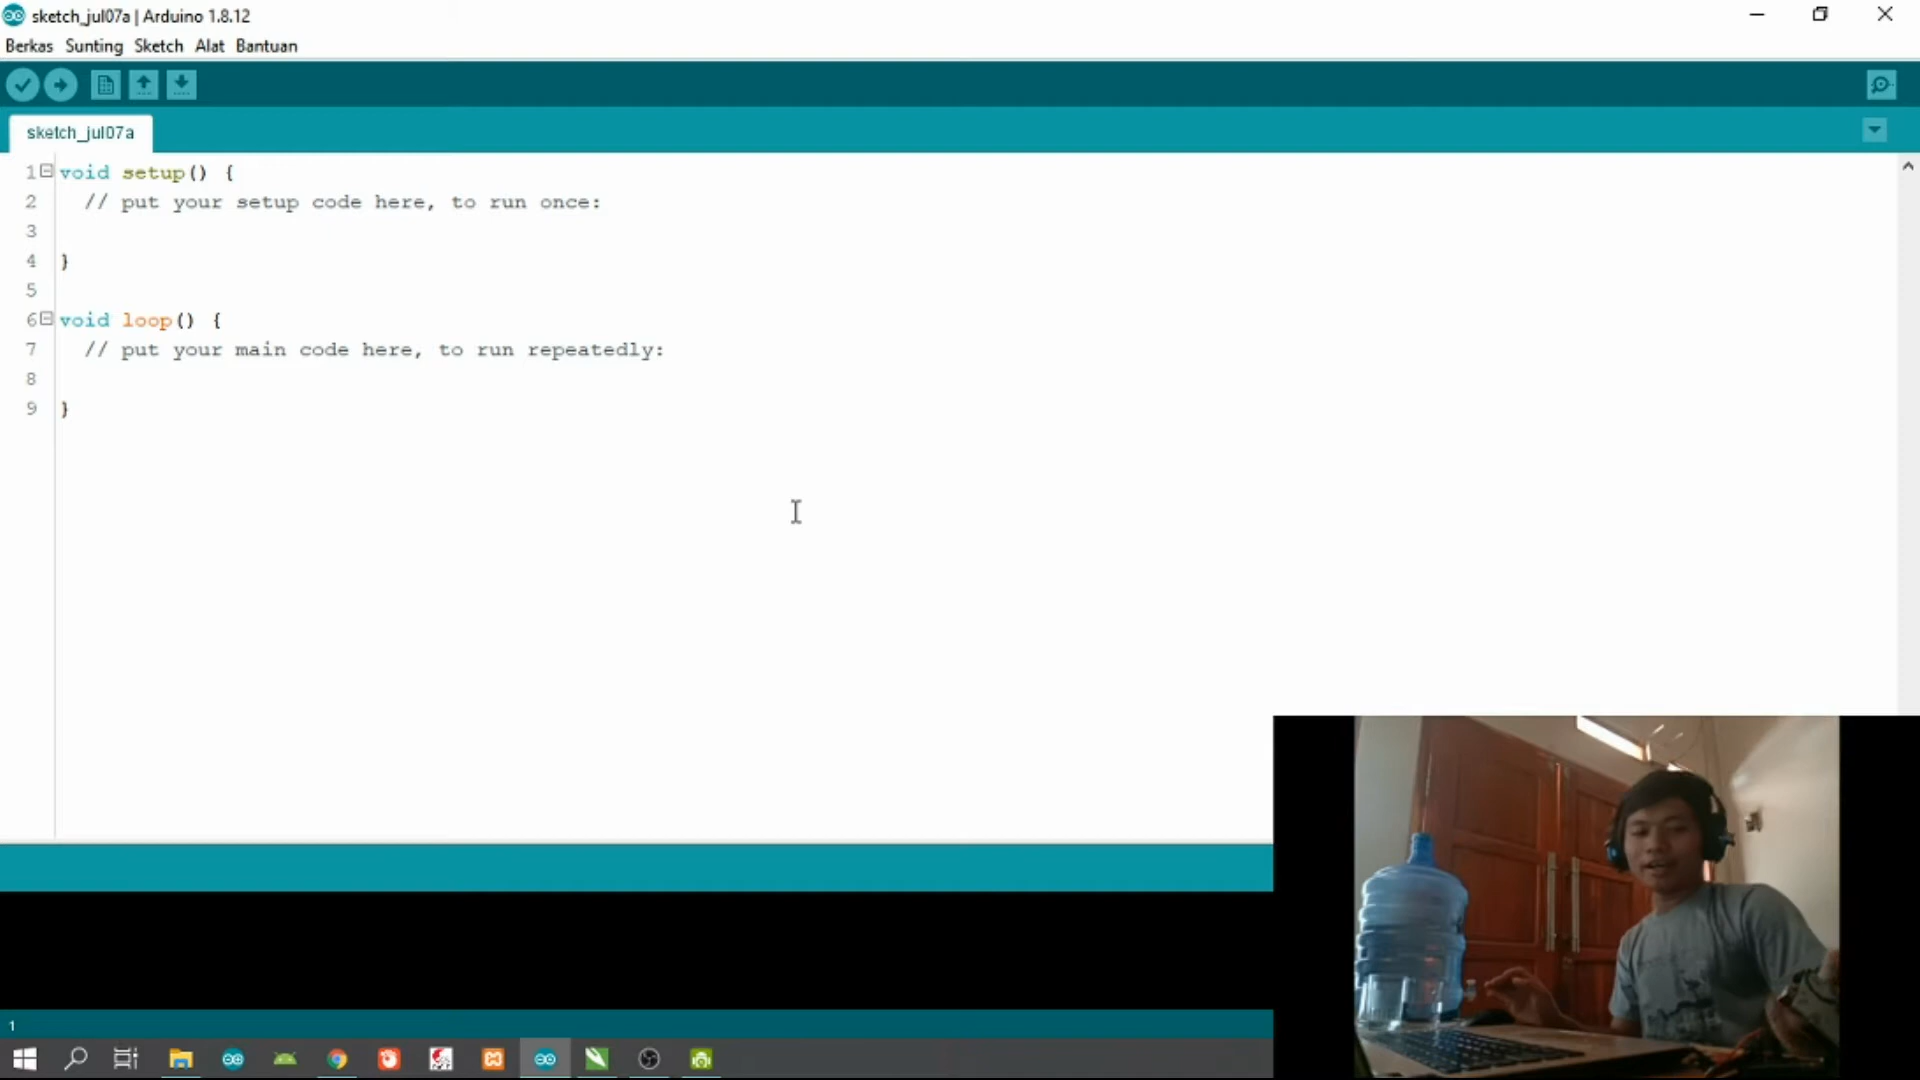 sketch_jul07a | Arduino 1.8.12
Berkas Sunting Sketch Alat Bantuan
sketch_jul07a
1 void setup() {
2 // put your setup code here, to run once:
3
4 }
5
6 void loop() {
7 // put your main code here, to run repeatedly:
8
9 }
1